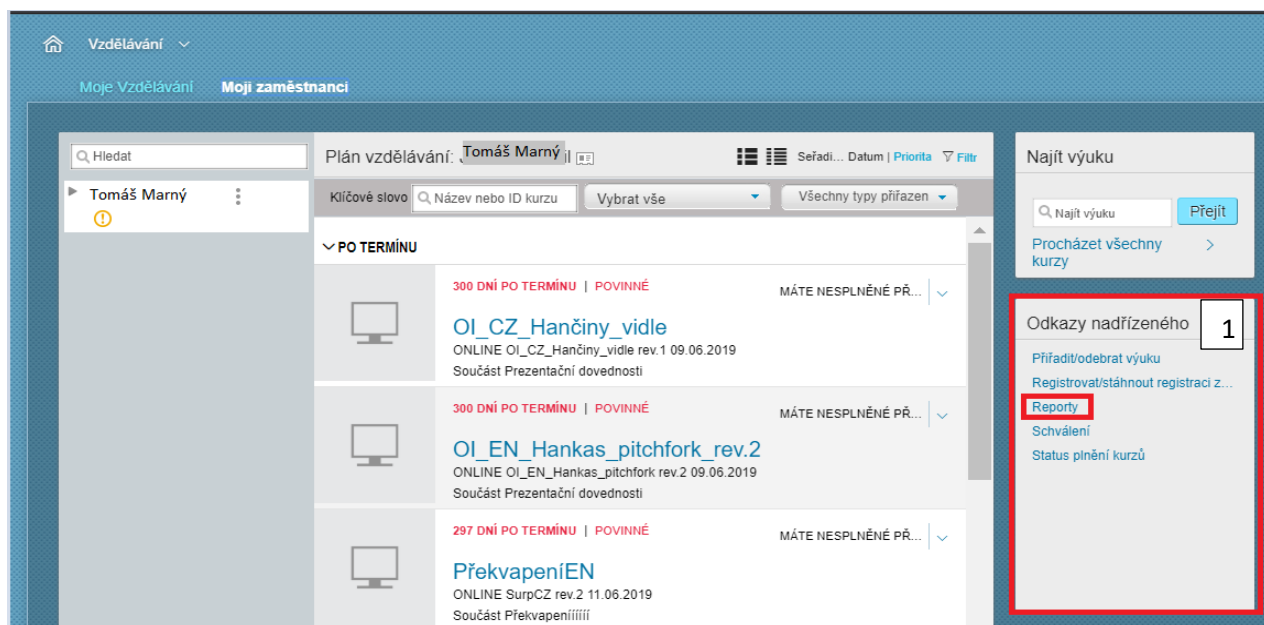 Vzdělávání
Moje Vzdělávání Moji zaměstnanci
Hledat
Tomáš Marný
Plán vzdělávání: Tomáš Marný
Seřadi... Datum | Priorita Filtr
Klíčové slovo Název nebo ID kurzu Vybrat vše Všechny typy přiřazen
PO TERMÍNU
300 DNÍ PO TERMÍNU | POVINNÉ
MÁTE NESPLNĚNÉ PŘ...
OI_CZ_Hančiny_vidle
ONLINE OI_CZ_Hančiny_vidle rev.1 09.06.2019
Součást Prezentační dovednosti
300 DNÍ PO TERMÍNU | POVINNÉ
MÁTE NESPLNĚNÉ PŘ...
OI_EN_Hankas_pitchfork_rev.2
ONLINE OI_EN_Hankas_pitchfork rev.2 09.06.2019
Součást Prezentační dovednosti
297 DNÍ PO TERMÍNU | POVINNÉ
MÁTE NESPLNĚNÉ PŘ...
PřekvapeníEN
ONLINE SurpCZ rev.2 11.06.2019
Součást Překvapeníííííí
Najít výuku
Najít výuku Přejít
Procházet všechny
kurzy
Odkazy nadřízeného 1
Přiřadit/odebrat výuku
Registrovat/stáhnout registraci z...
Reporty
Schválení
Status plnění kurzů